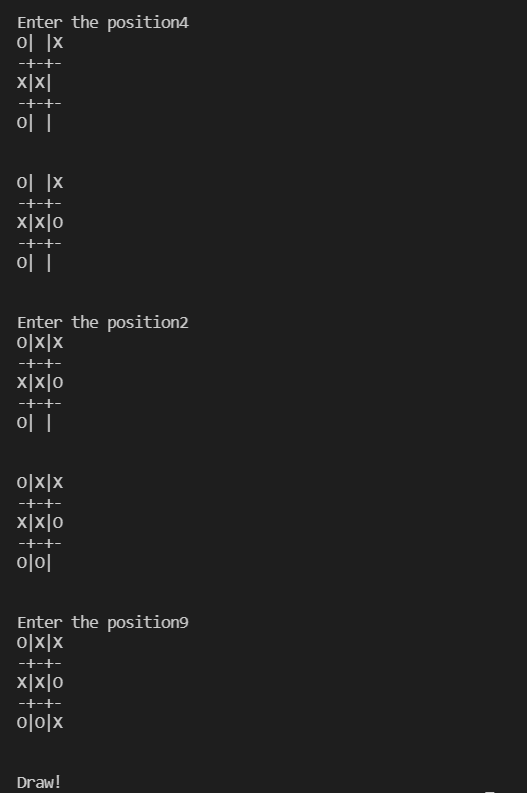 Enter the position4
O| |X
-+-+-
X|X|
-+-+-
O| |
O| |X
-+-+-
X|X|O
-+-+-
O| |
Enter the position2
O|X|X
-+-+-
X|X|O
-+-+-
O| |
O|X|X
-+-+-
X|X|O
-+-+-
O|O|
Enter the position9
O|X|X
-+-+-
X|X|O
-+-+-
O|O|X
Draw!